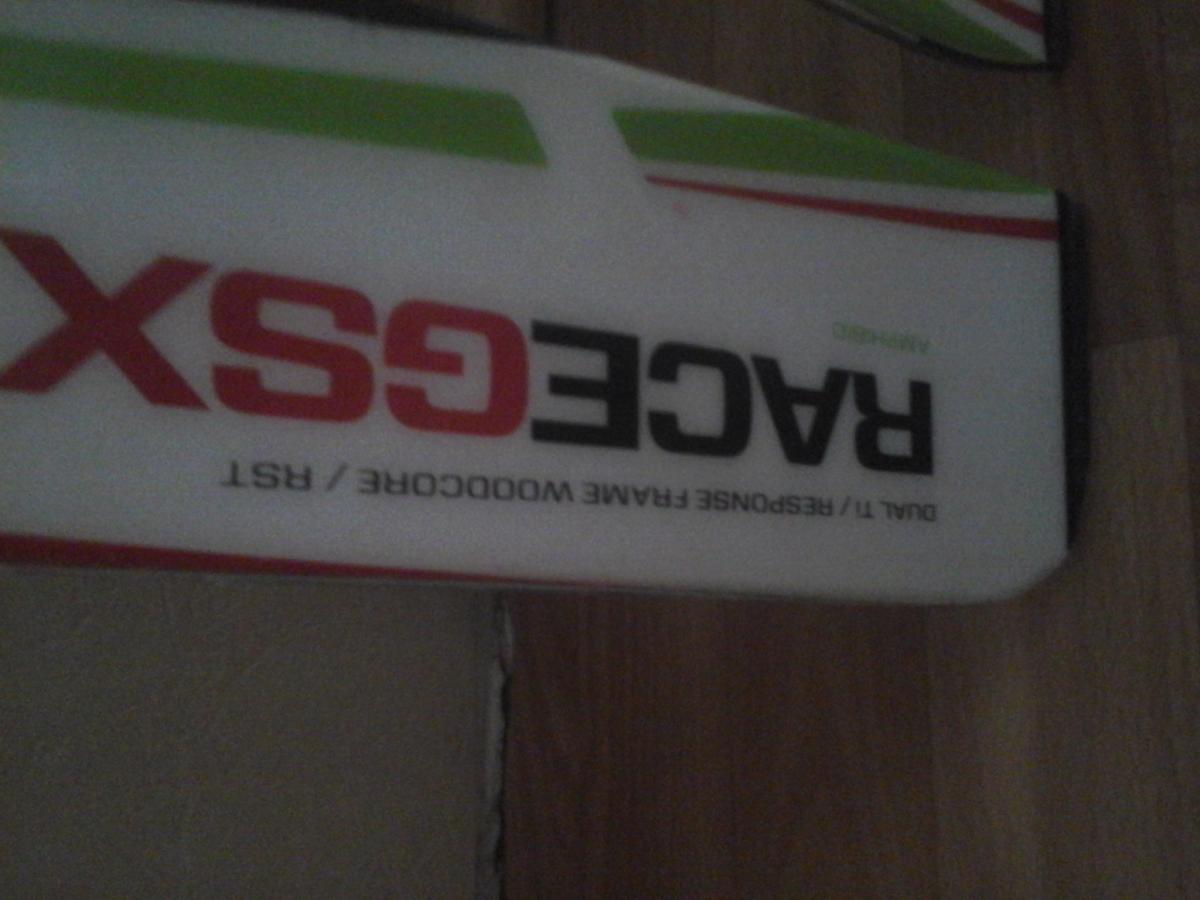 DUAL Ti / RESPONSE FRAME WOODCORE / RST
RACEGSX
AMPHIBIO